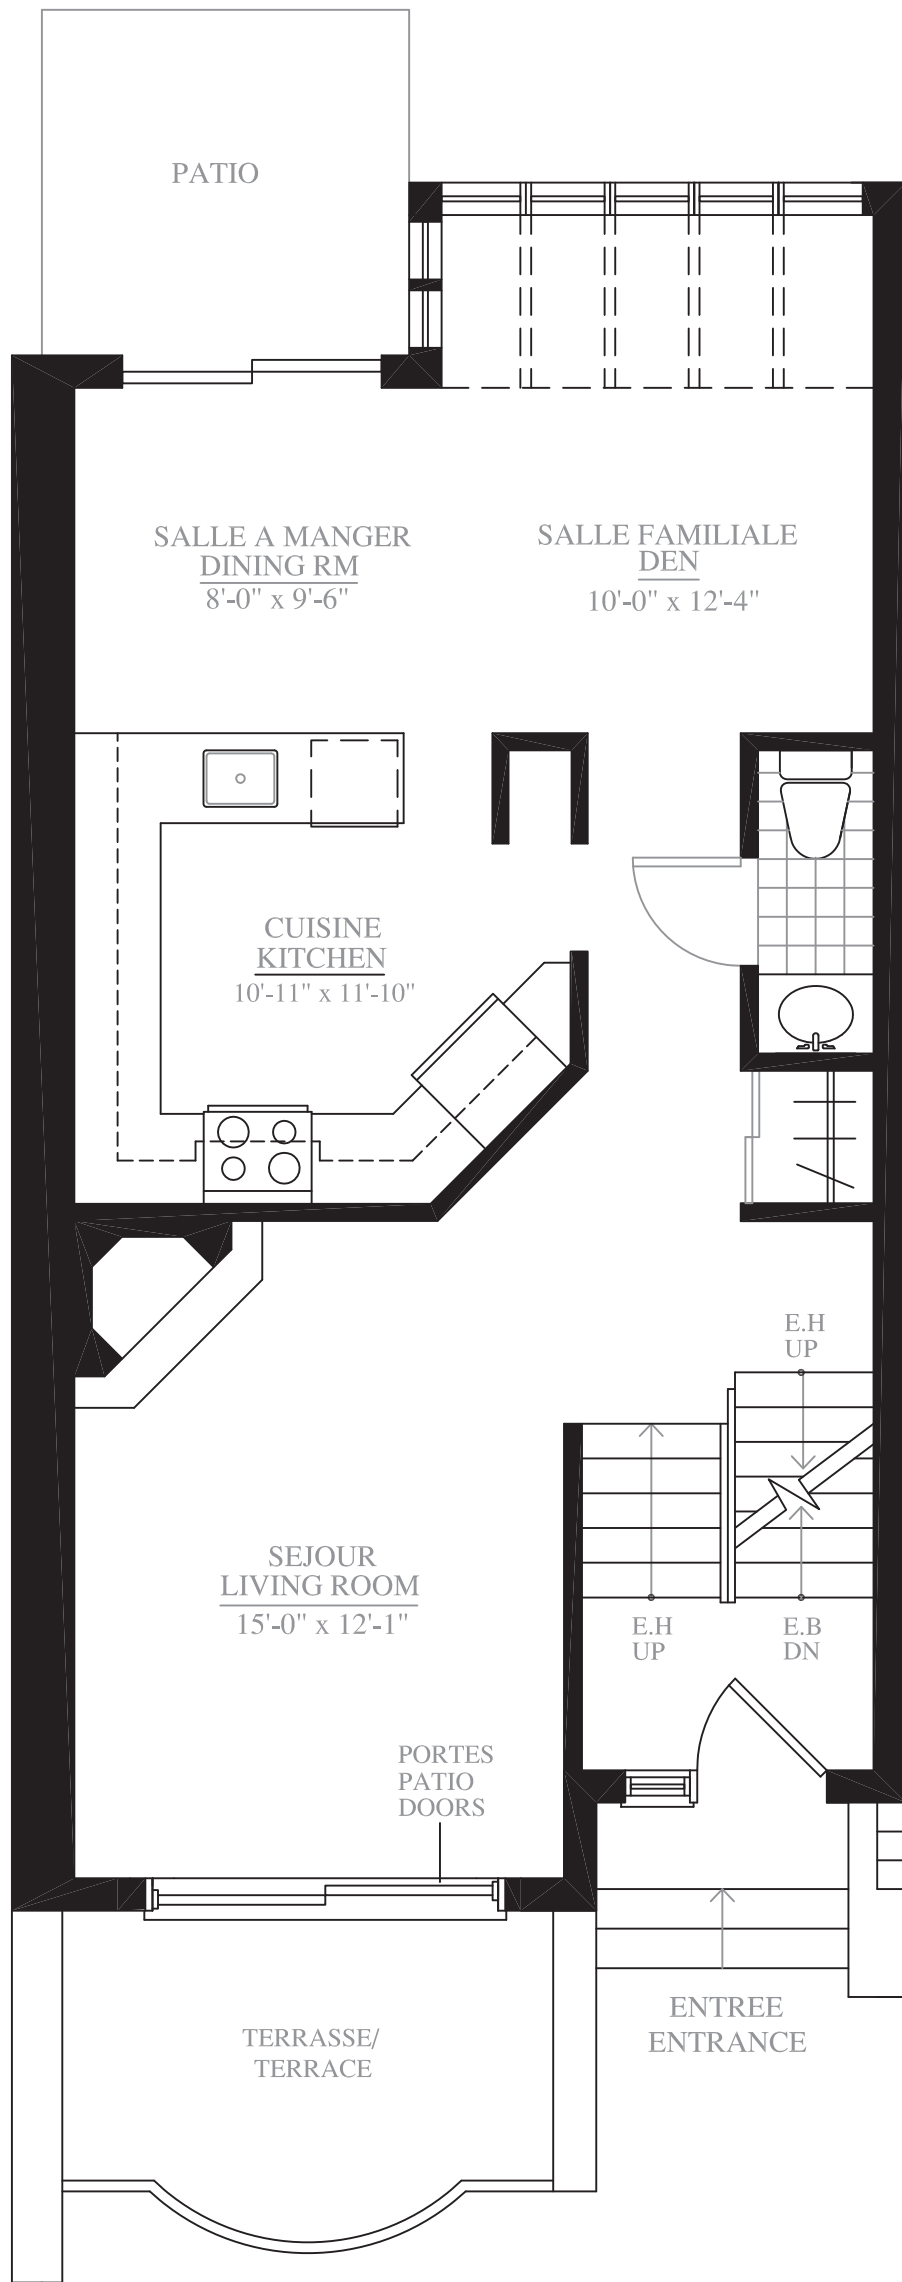 PATIO
SALLE A MANGER
DINING RM
8'-0" x 9'-6"
SALLE FAMILIALE
DEN
10'-0" x 12'-4"
CUISINE
KITCHEN
10'-11" x 11'-10"
E.H
UP
SEJOUR
LIVING ROOM
15'-0" x 12'-1"
E.H
UP
E.B
DN
PORTES
PATIO
DOORS
ENTREE
ENTRANCE
TERRASSE/
TERRACE